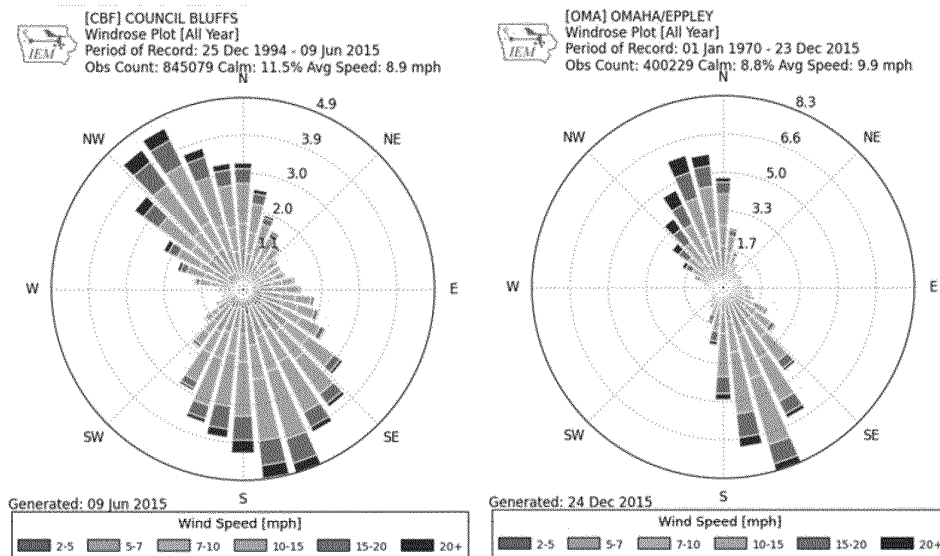 [CBF] COUNCIL BLUFFS
Windrose Plot [All Year]
Period of Record: 25 Dec 1994 - 09 Jun 2015
Obs Count: 845079 Calm: 11.5% Avg Speed: 8.9 mph
IEM
N
4.9
NW
3.9
NE
3.0
2.0
1.1
W
E
SW
SE
S
Generated: 09 Jun 2015
Wind Speed [mph]
2-5 5-7 7-10 10-15 15-20 20+
[OMA] OMAHA/EPPLEY
Windrose Plot [All Year]
Period of Record: 01 Jan 1970 - 23 Dec 2015
Obs Count: 400229 Calm: 8.8% Avg Speed: 9.9 mph
IEM
N
8.3
NW
6.6
NE
5.0
3.3
1.7
W
E
SW
SE
S
Generated: 24 Dec 2015
Wind Speed [mph]
2-5 5-7 7-10 10-15 15-20 20+